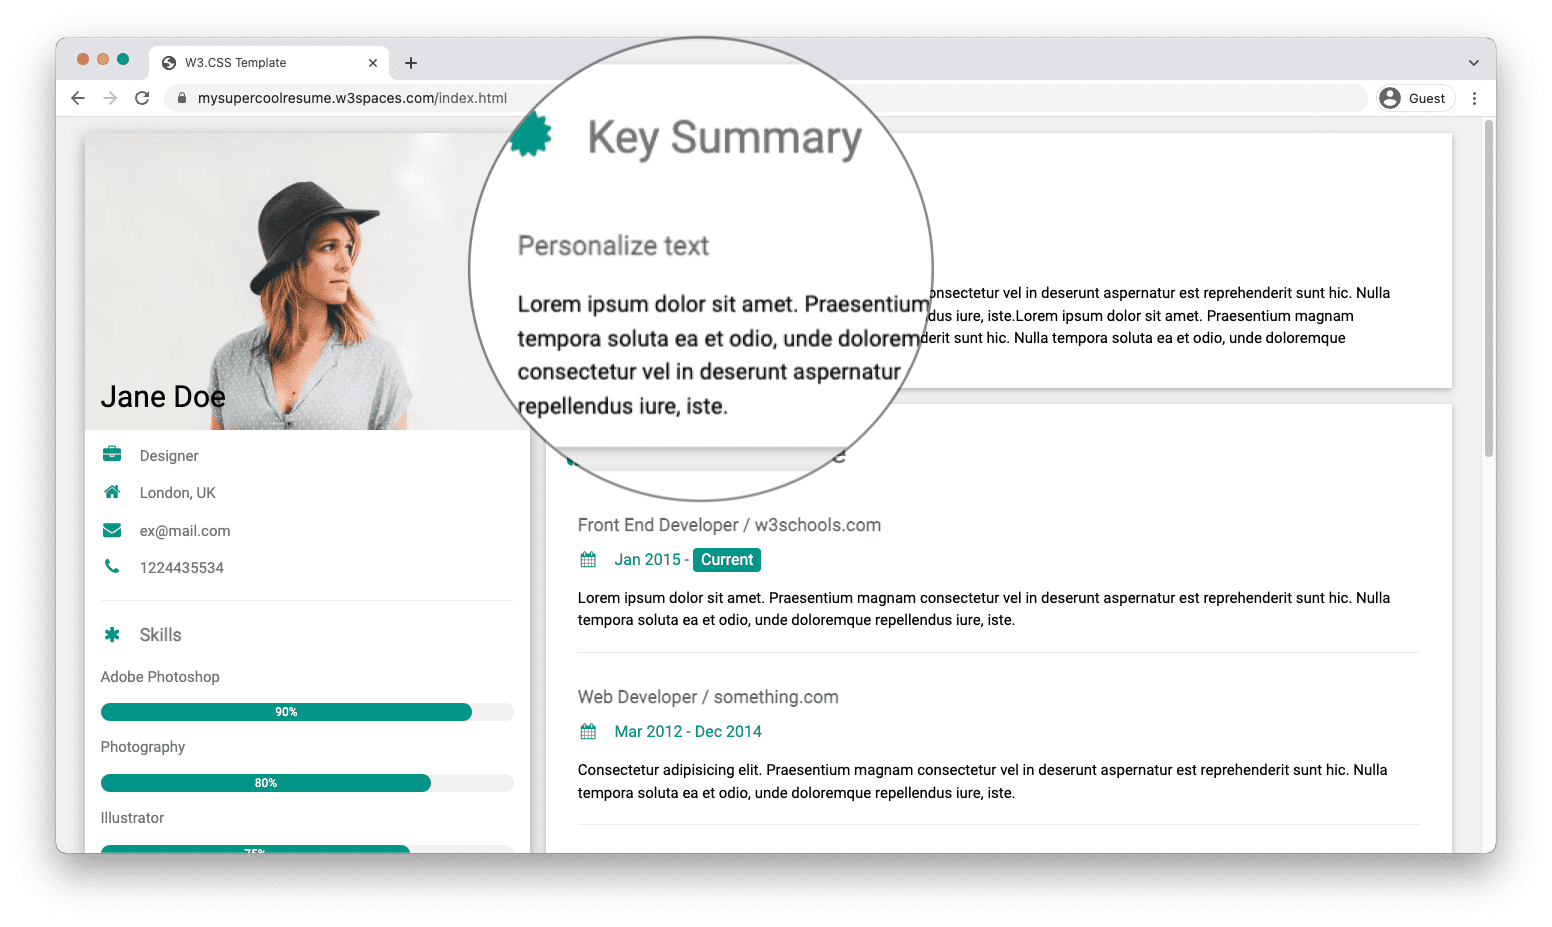 W3.CSS Template
mysupercoolresume.w3spaces.com/index.html
Guest
Jane Doe
Designer
London, UK
ex@mail.com
1224435534
Skills
Adobe Photoshop
90%
Photography
80%
Illustrator
75%
Key Summary
Personalize text
Lorem ipsum dolor sit amet. Praesentium
tempora soluta ea et odio, unde dolorem
consectetur vel in deserunt aspernatur
repellendus iure, iste.
onsectetur vel in deserunt aspernatur est reprehenderit sunt hic. Nulla
dus iure, iste.Lorem ipsum dolor sit amet. Praesentium magnam
derit sunt hic. Nulla tempora soluta ea et odio, unde doloremque
Front End Developer / w3schools.com
Jan 2015 - Current
Lorem ipsum dolor sit amet. Praesentium magnam consectetur vel in deserunt aspernatur est reprehenderit sunt hic. Nulla
tempora soluta ea et odio, unde doloremque repellendus iure, iste.
Web Developer / something.com
Mar 2012 - Dec 2014
Consectetur adipisicing elit. Praesentium magnam consectetur vel in deserunt aspernatur est reprehenderit sunt hic. Nulla
tempora soluta ea et odio, unde doloremque repellendus iure, iste.